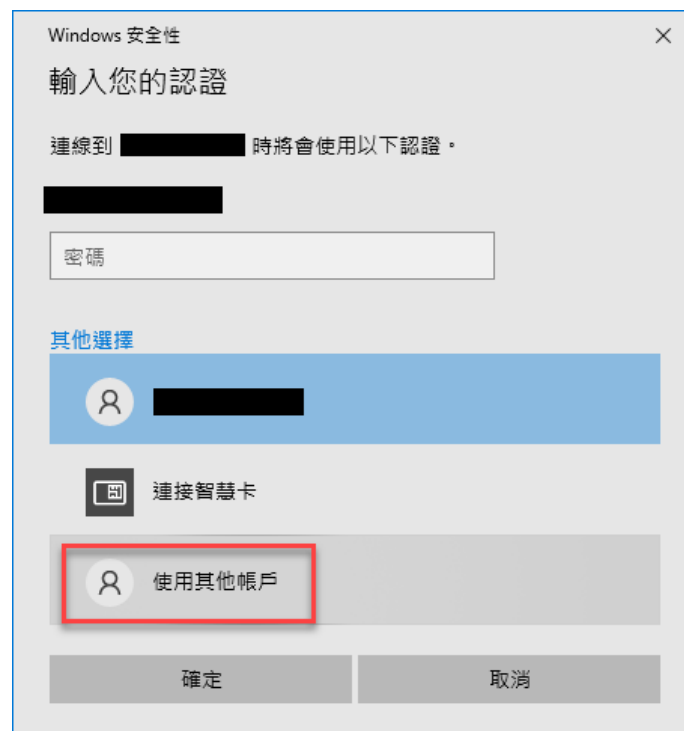 Windows 安全性
輸入您的認證
連線到 時將會使用以下認證。
密碼
其他選擇
連接智慧卡
使用其他帳戶
確定 取消